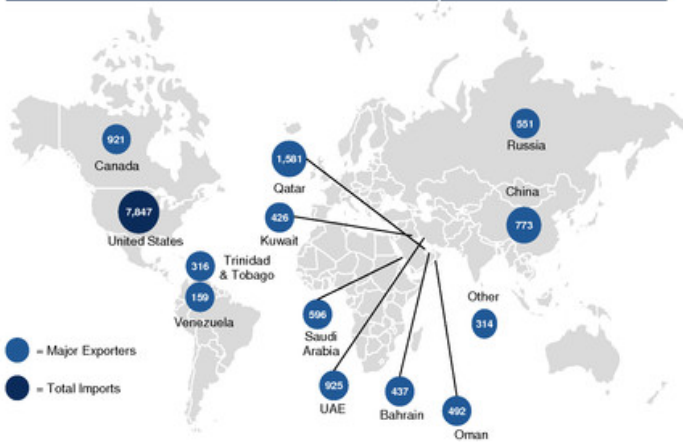 921
Canada
7,847
United States
316
Trinidad
& Tobago
159
Venezuela
1,581
Qatar
426
Kuwait
596
Saudi
Arabia
925
UAE
437
Bahrain
492
Oman
551
Russia
China
773
Other
314
= Major Exporters
= Total Imports